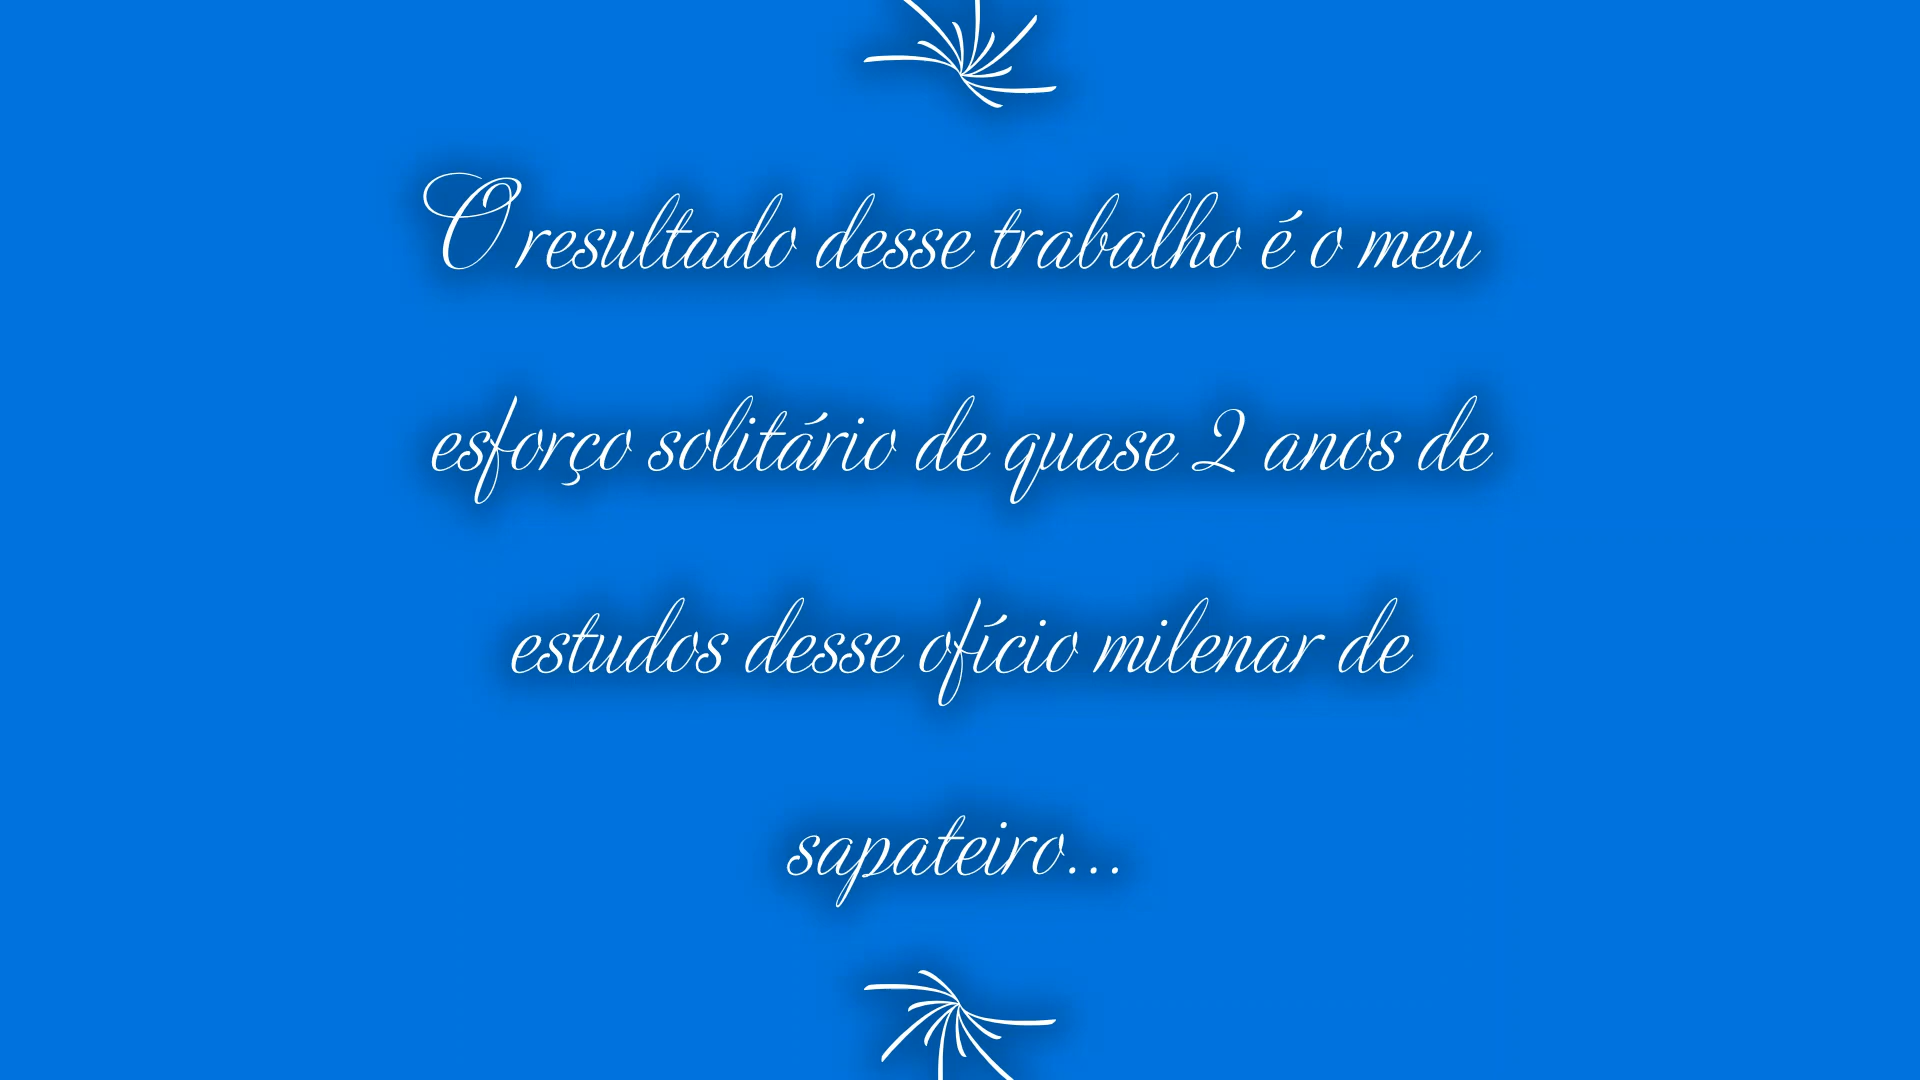 O resultado desse trabalho é o meu
esforço solitário de quase 2 anos de
estudos desse ofício milenar de
sapateiro...